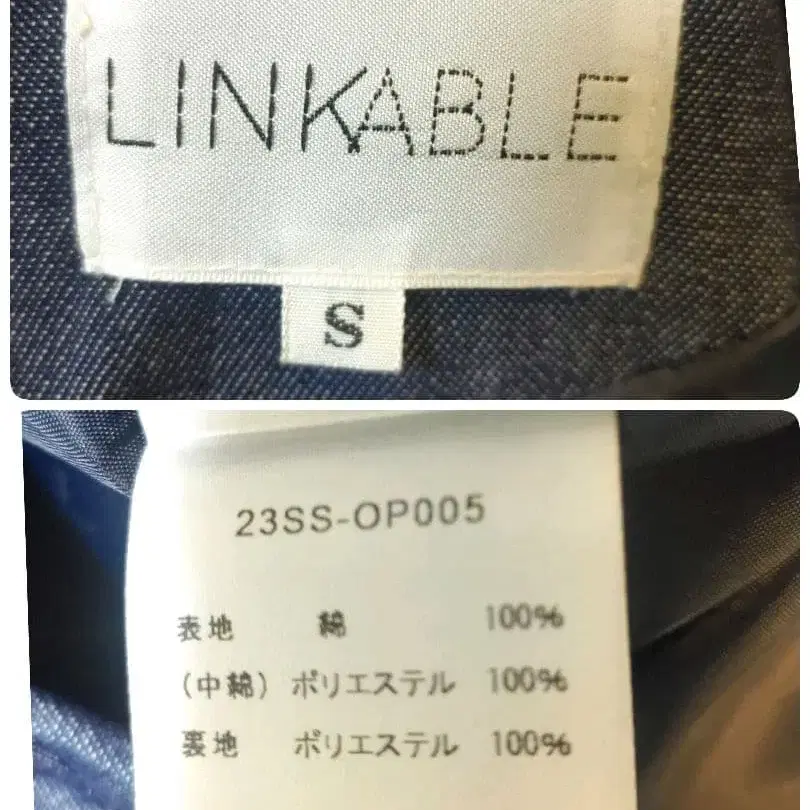 LINKABLE
S
23SS-OP005
表地 綿 100%
(中綿) ポリエステル 100%
裏地 ポリエステル 100%